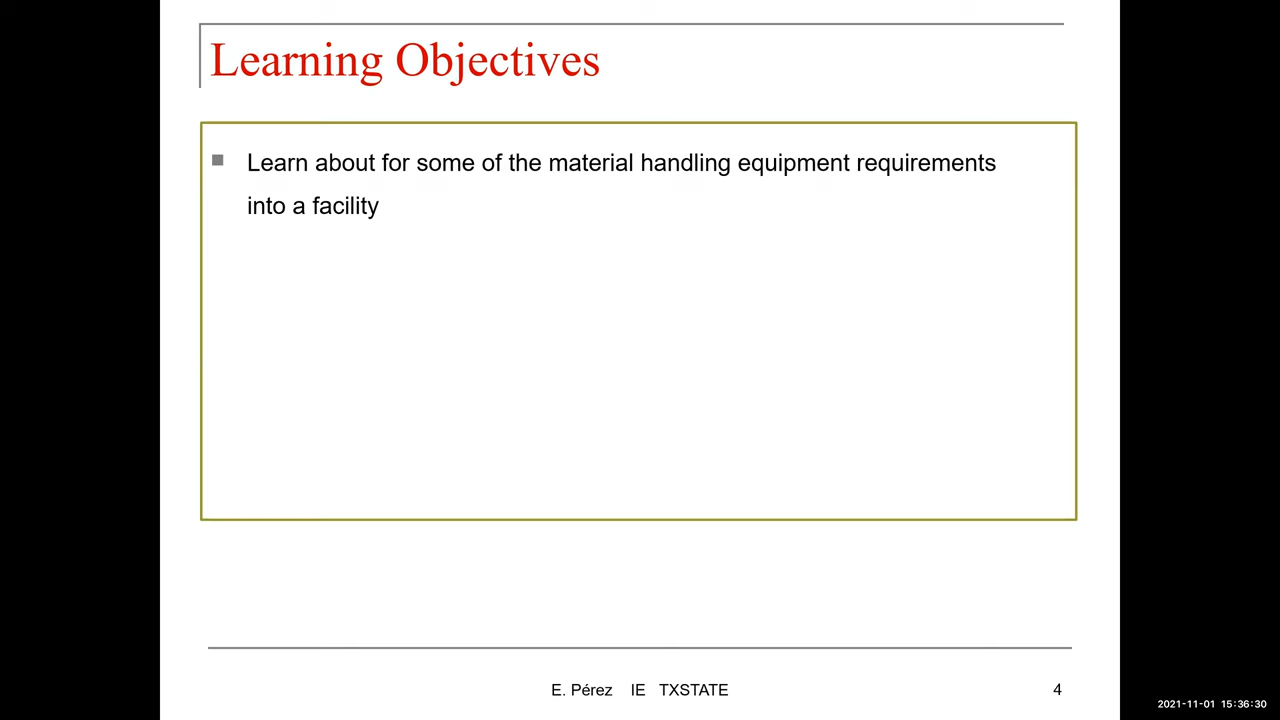 Learning Objectives
Learn about for some of the material handling equipment requirements
into a facility
E. Pérez IE TXSTATE
4
2021-11-01 15:36:30